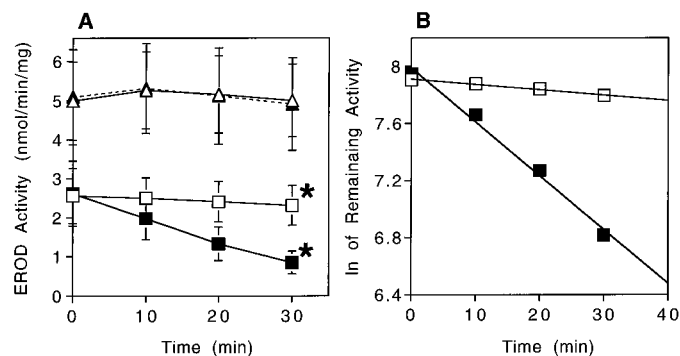 A
B
EROD Activity (nmol/min/mg)
6
5
4
3
2
1
0
0 10 20 30
Time (min)
*
*
ln of Remainaing Activity
8
7.6
7.2
6.8
6.4
0 10 20 30 40
Time (min)